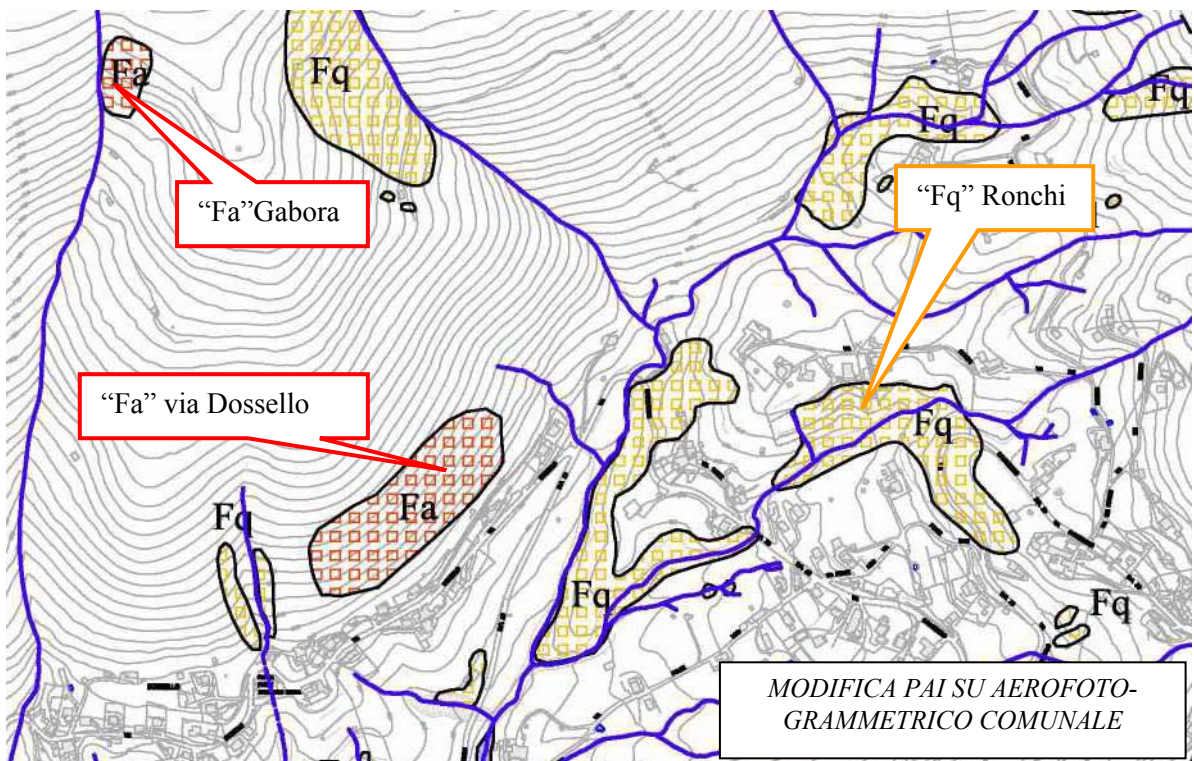 Fa
Fq
Fq
Fq
“Fa”Gabora
“Fq” Ronchi
“Fa” via Dossello
Fq
Fa
Fq
Fq
Fq
DOSSELLO
MODIFICA PAI SU AEROFOTO-
GRAMMETRICO COMUNALE